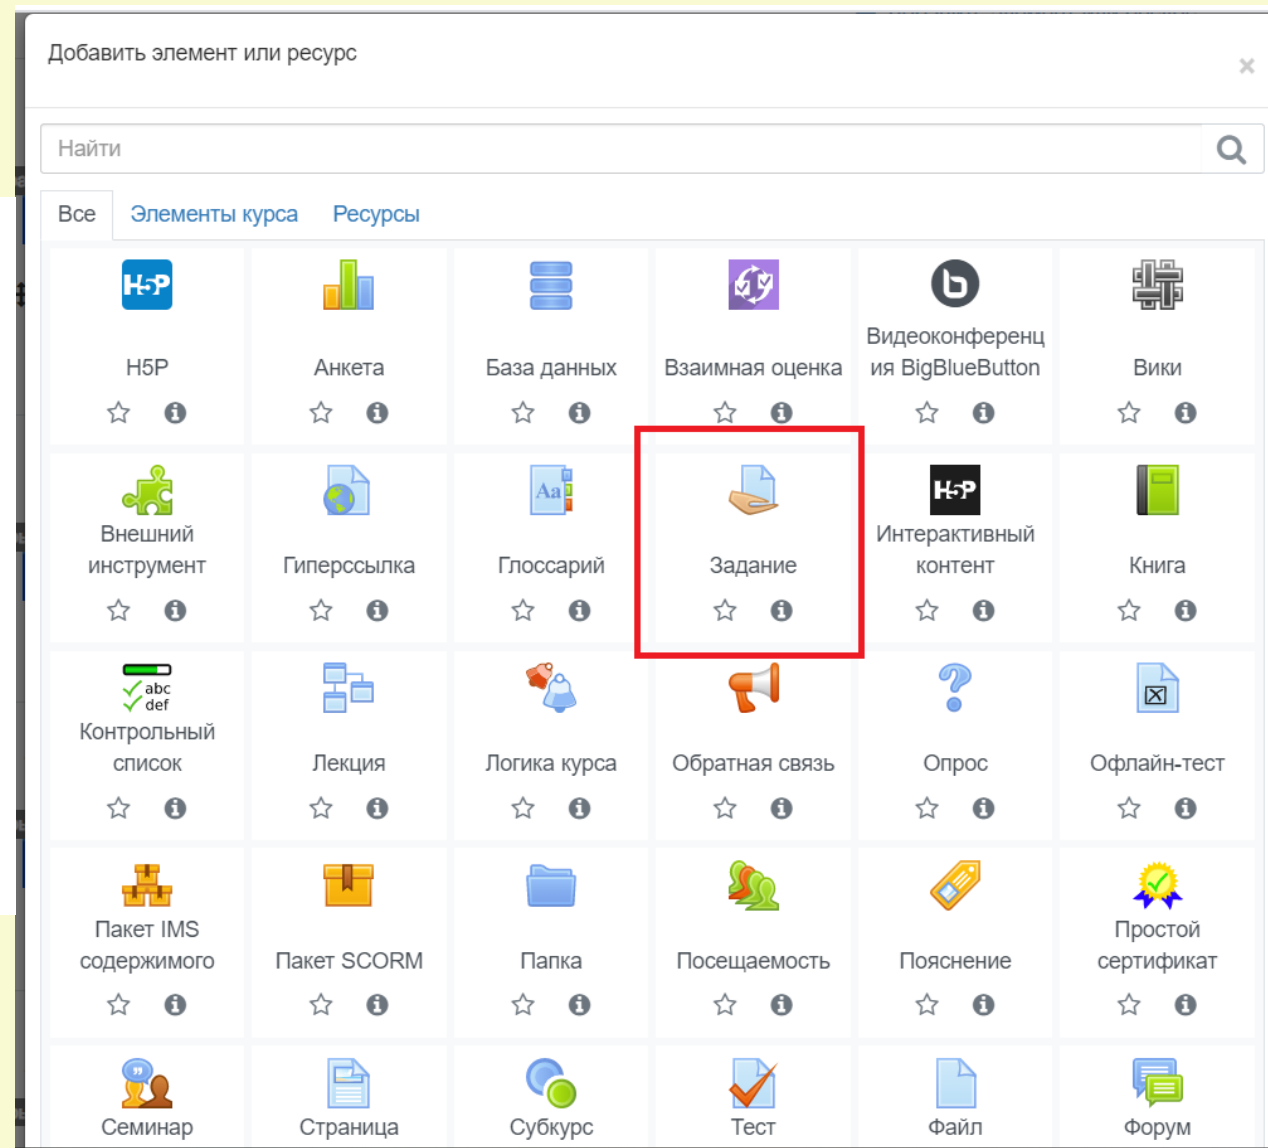 Добавить элемент или ресурс
×
Найти
Все Элементы курса Ресурсы
H5P
H5P Анкета База данных Взаимная оценка Видеоконференц
ия BigBlueButton Вики
Aa H5P
Внешний
инструмент Гиперссылка Глоссарий Задание Интерактивный
контент Книга
abc
def
Контрольный
список Лекция Логика курса Обратная связь Опрос Офлайн-тест
Пакет IMS
содержимого Пакет SCORM Папка Посещаемость Пояснение Простой
сертификат
Семинар Страница Субкурс Тест Файл Форум